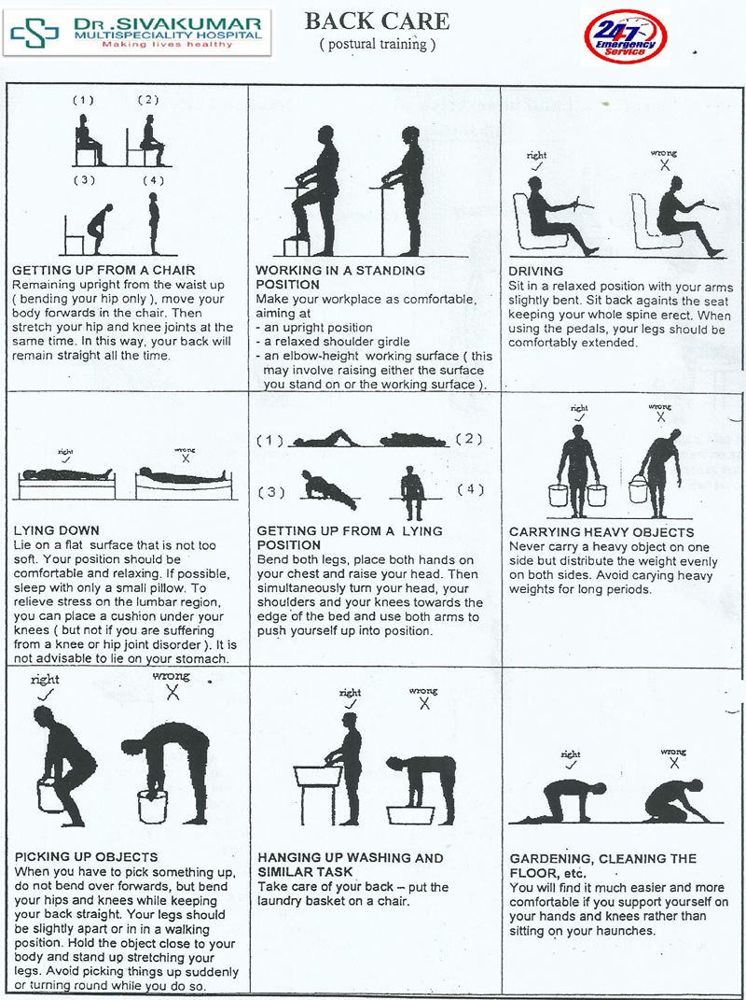 DR.SIVAKUMAR
MULTISPECIALITY HOSPITAL
Making lives healthy
BACK CARE
( postural training )
24x7
Emergency
Service
(1) (2)
(3) (4)
GETTING UP FROM A CHAIR
Remaining upright from the waist up
( bending your hip only ), move your
body forwards in the chair. Then
stretch your hip and knee joints at the
same time. In this way, your back will
remain straight all the time.
WORKING IN A STANDING
POSITION
Make your workplace as comfortable,
aiming at
- an upright position
- a relaxed shoulder girdle
- an elbow-height working surface ( this
may involve raising either the surface
you stand on or the working surface ).
right wrong
DRIVING
Sit in a relaxed position with your arms
slightly bent. Sit back againts the seat
keeping your whole spine erect. When
using the pedals, your legs should be
comfortably extended.
right wrong
LYING DOWN
Lie on a flat surface that is not too
soft. Your position should be
comfortable and relaxing. If possible,
sleep with only a small pillow. To
relieve stress on the lumbar region,
you can place a cushion under your
knees ( but not if you are suffering
from a knee or hip joint disorder ). It is
not advisable to lie on your stomach.
(1) (2)
(3) (4)
GETTING UP FROM A LYING
POSITION
Bend both legs, place both hands on
your chest and raise your head. Then
simultaneously turn your head, your
shoulders and your knees towards the
edge of the bed and use both arms to
push yourself up into position.
right wrong
CARRYING HEAVY OBJECTS
Never carry a heavy object on one
side but distribute the weight evenly
on both sides. Avoid carying heavy
weights for long periods.
right wrong
PICKING UP OBJECTS
When you have to pick something up,
do not bend over forwards, but bend
your hips and knees while keeping
your back straight. Your legs should
be slightly apart or in in a walking
position. Hold the object close to your
body and stand up stretching your
legs. Avoid picking things up suddenly
or turning round while you do so.
right wrong
HANGING UP WASHING AND
SIMILAR TASK
Take care of your back – put the
laundry basket on a chair.
right wrong
GARDENING, CLEANING THE
FLOOR, etc.
You will find it much easier and more
comfortable if you support yourself on
your hands and knees rather than
sitting on your haunches.